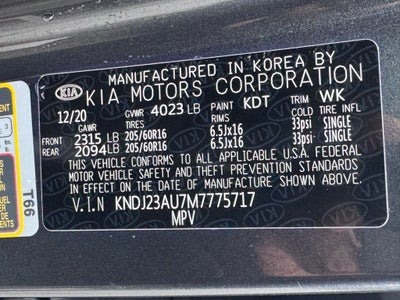 MANUFACTURED IN KOREA BY
KIA KIA MOTORS CORPORATION
12/20 GVWR 4023 LB PAINT KDT TRIM WK
GAWR TIRES RIMS COLD TIRE INFL
FRONT 2315 LB 205/60R16 6.5Jx16 33psi SINGLE
REAR 2094 LB 205/60R16 6.5Jx16 33psi SINGLE
THIS VEHICLE CONFORMS TO ALL APPLICABLE U.S.A FEDERAL
MOTOR VEHICLE SAFETY AND THEFT PREVENTION STANDARDS
IN EFFECT ON THE DATE OF MANUFACTURE SHOWN ABOVE.
V.I.N KNDJ23AU7M7775717
MPV
T66